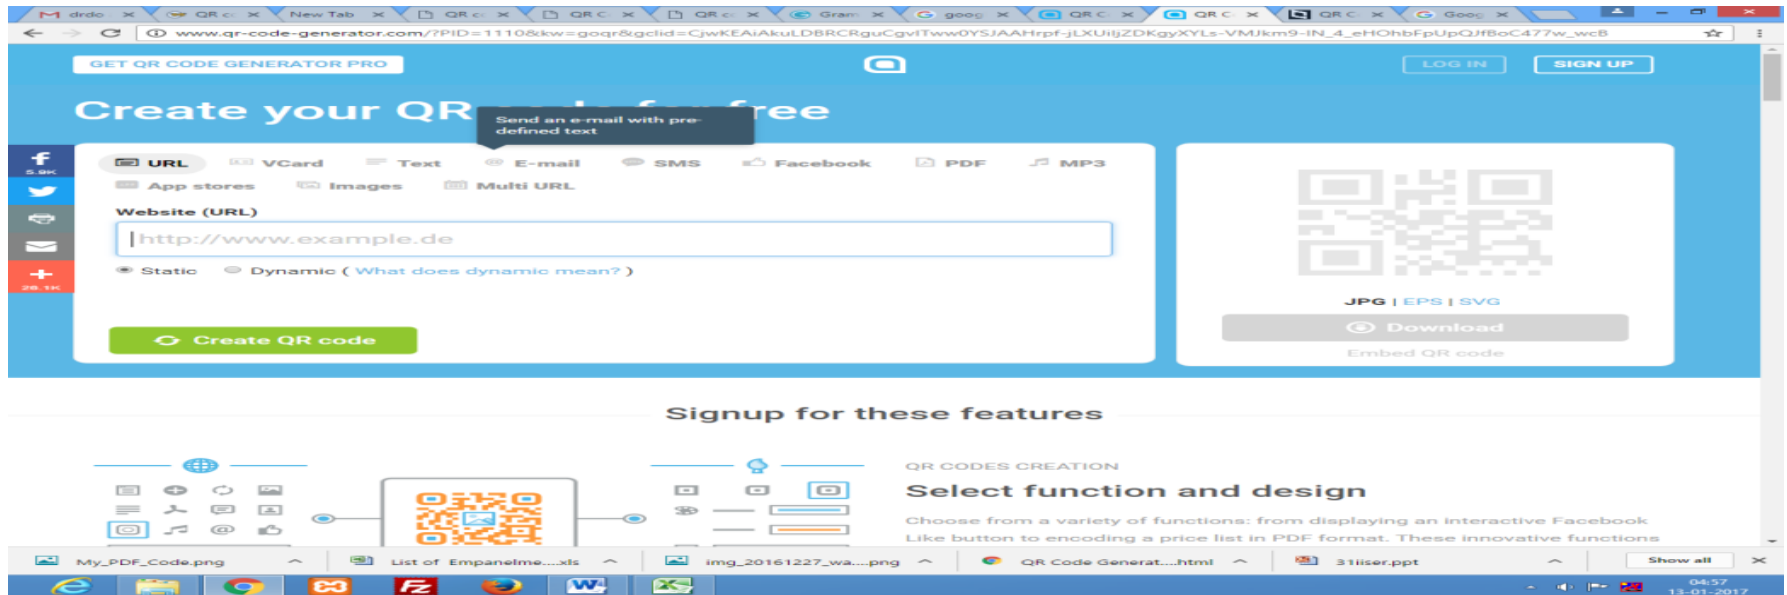 drdo
QR c
New Tab
QR c
QR C
QR c
Gram
goog
QR C
QR C
QR C
Goog
www.qr-code-generator.com/?PID=1110&kw=goqr&gclid=CjwKEAiAkuLDBRCRguCgvITww0YSJAAHrpf-jLXUiIjZDKgyXYLs-VMJkm9-IN_4_eHOhbFpUpQJfBoC477w_wcB
GET QR CODE GENERATOR PRO
LOG IN
SIGN UP
Create your QR code for free
Send an e-mail with pre-
defined text
5.9K
28.1K
URL VCard Text E-mail SMS Facebook PDF MP3
App stores Images Multi URL
Website (URL)
http://www.example.de
Static Dynamic ( What does dynamic mean? )
Create QR code
JPG | EPS | SVG
Download
Embed QR code
Signup for these features
QR CODES CREATION
Select function and design
Choose from a variety of functions: from displaying an interactive Facebook
Like button to encoding a price list in PDF format. These innovative functions
My_PDF_Code.png
List of Empanelme....xls
img_20161227_wa....png
QR Code Generat....html
31iiser.ppt
Show all
04:57
13-01-2017